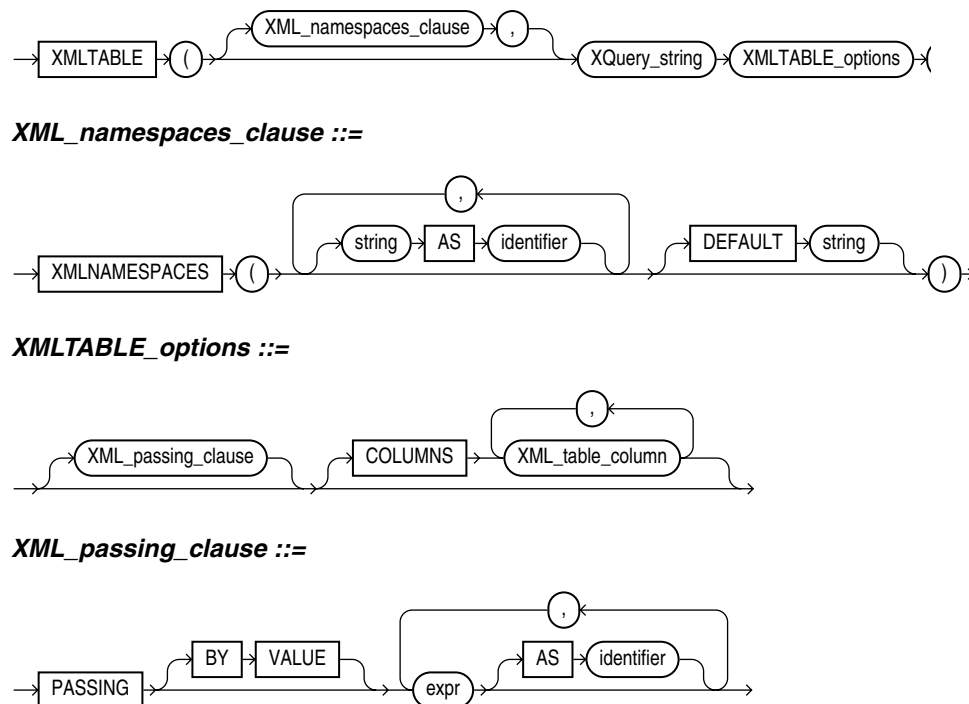 XML_namespaces_clause ,
XMLTABLE ( XQuery_string XMLTABLE_options
XML_namespaces_clause ::=
,
string AS identifier DEFAULT string
XMLNAMESPACES ( )
XMLTABLE_options ::=
,
XML_passing_clause COLUMNS XML_table_column
XML_passing_clause ::=
,
BY VALUE AS identifier
PASSING expr